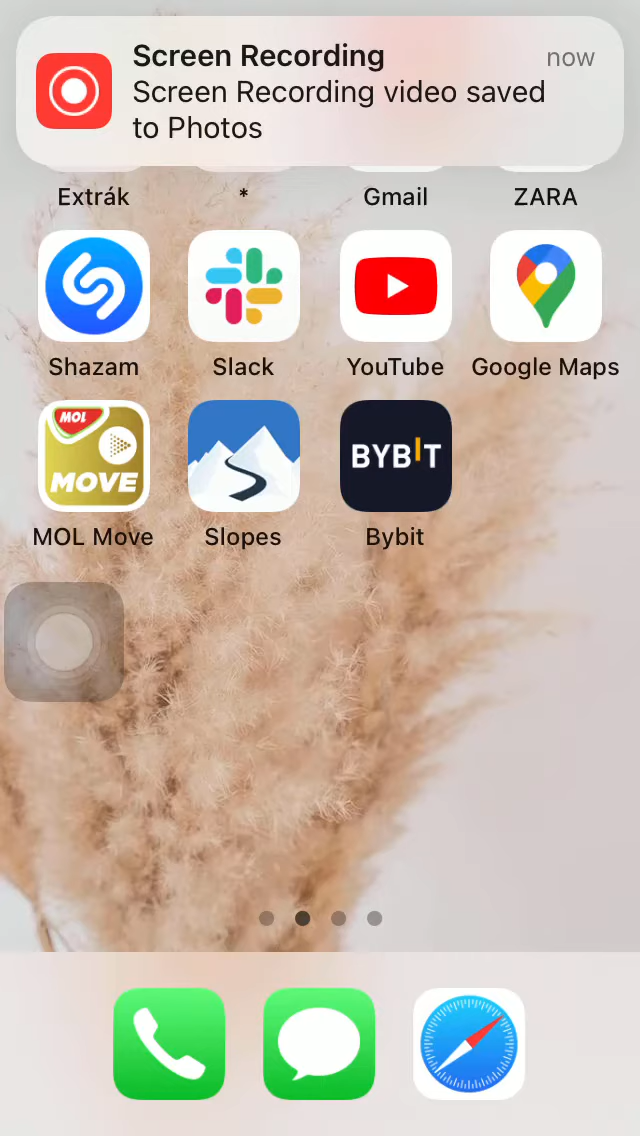 Screen Recording now
Screen Recording video saved
to Photos
Extrák * Gmail ZARA
Shazam Slack YouTube Google Maps
MOL
MOVE
BYBIT
MOL Move Slopes Bybit